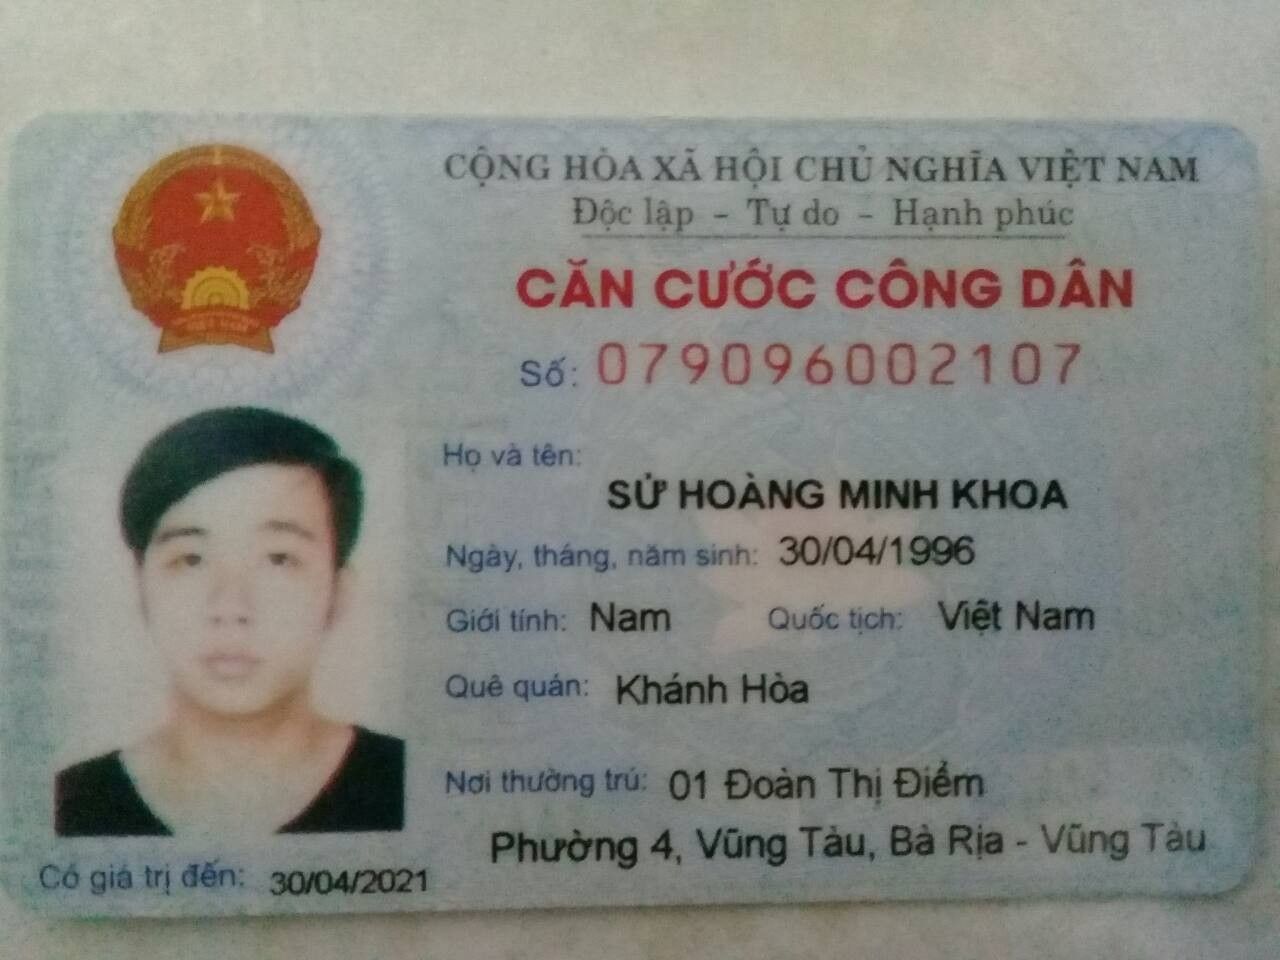 CỘNG HÒA XÃ HỘI CHỦ NGHĨA VIỆT NAM
Độc lập - Tự do - Hạnh phúc
CĂN CƯỚC CÔNG DÂN
Số: 079096002107
Họ và tên:
SỬ HOÀNG MINH KHOA
Ngày, tháng, năm sinh: 30/04/1996
Giới tính: Nam Quốc tịch: Việt Nam
Quê quán: Khánh Hòa
Nơi thường trú: 01 Đoàn Thị Điểm
Phường 4, Vũng Tàu, Bà Rịa - Vũng Tàu
Có giá trị đến: 30/04/2021